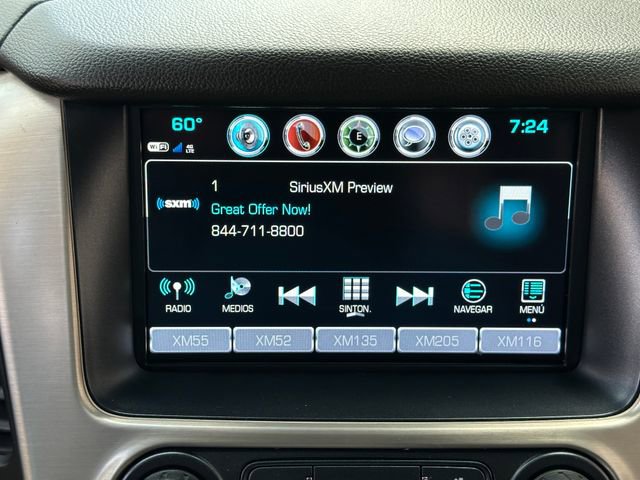 60°
E
7:24
WiFi
4G
LTE
1 SiriusXM Preview
((sxm))
Great Offer Now!
844-711-8800
RADIO MEDIOS SINTON. NAVEGAR MENÚ
XM55 XM52 XM135 XM205 XM116